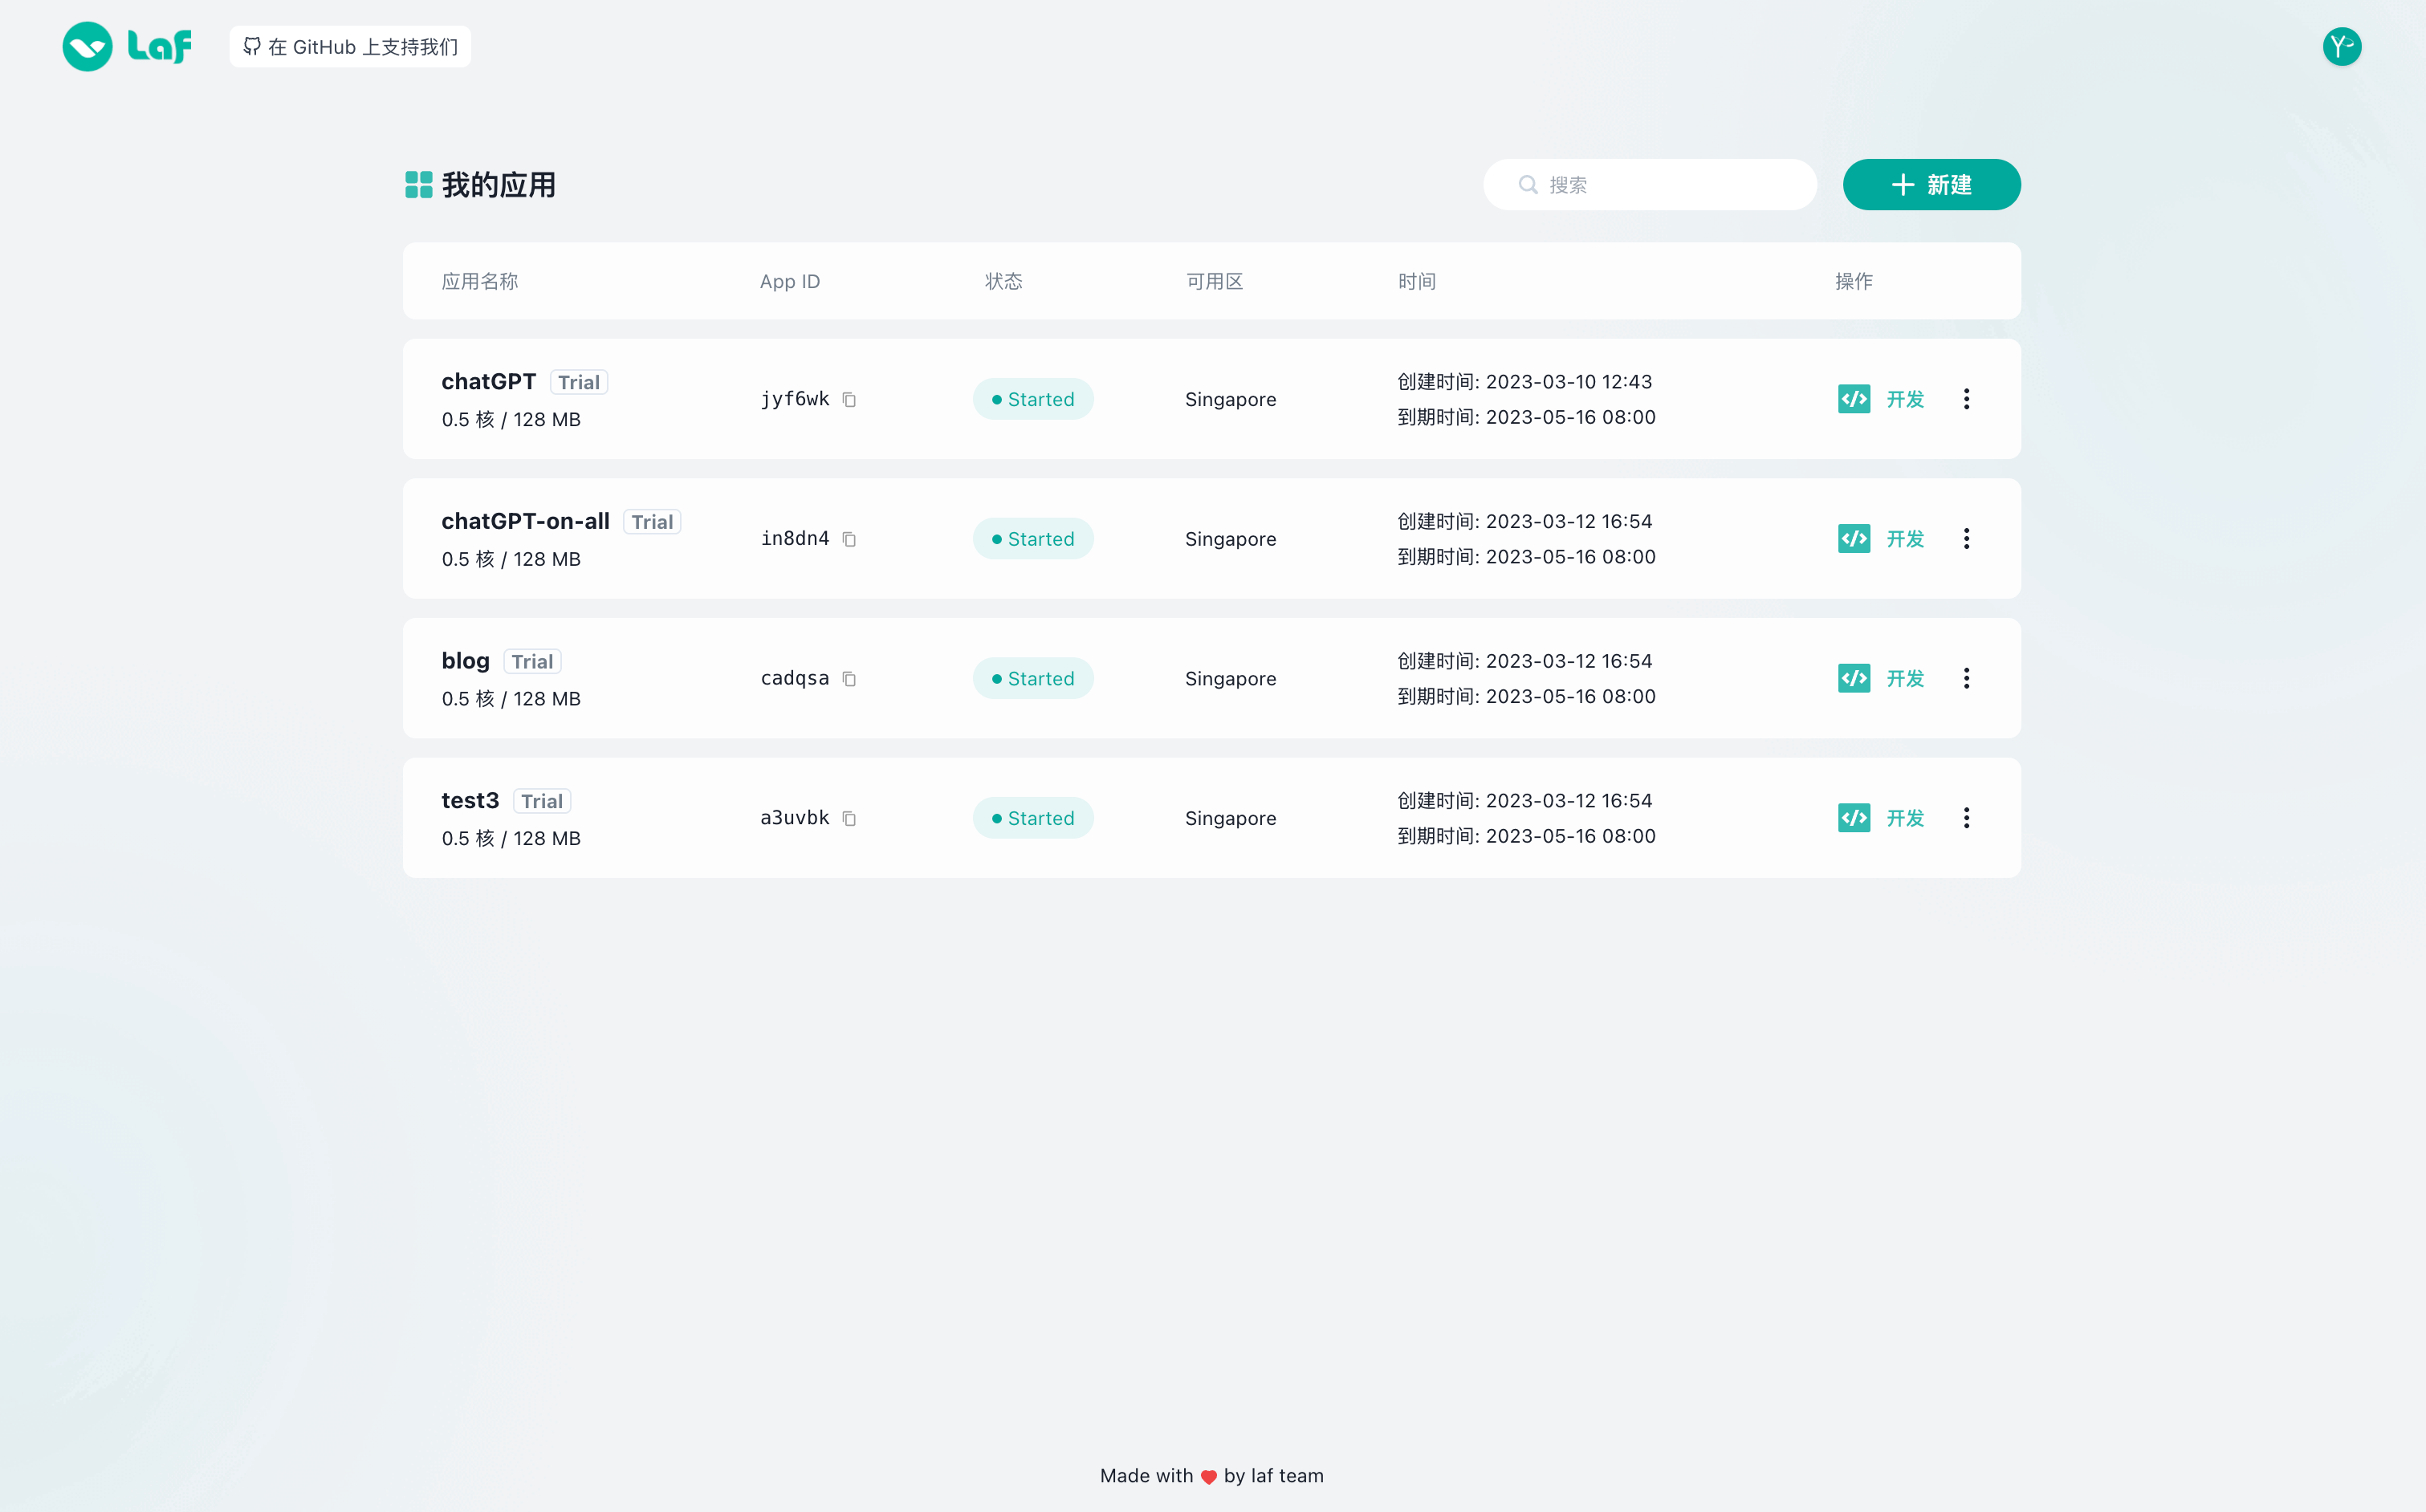 Laf
在 GitHub 上支持我们
我的应用
搜索
新建
应用名称 App ID 状态 可用区 时间 操作
chatGPT Trial
0.5 核 / 128 MB
jyf6wk
Started
Singapore
创建时间: 2023-03-10 12:43
到期时间: 2023-05-16 08:00
</> 开发
chatGPT-on-all Trial
0.5 核 / 128 MB
in8dn4
Started
Singapore
创建时间: 2023-03-12 16:54
到期时间: 2023-05-16 08:00
</> 开发
blog Trial
0.5 核 / 128 MB
cadqsa
Started
Singapore
创建时间: 2023-03-12 16:54
到期时间: 2023-05-16 08:00
</> 开发
test3 Trial
0.5 核 / 128 MB
a3uvbk
Started
Singapore
创建时间: 2023-03-12 16:54
到期时间: 2023-05-16 08:00
</> 开发
Made with ❤ by laf team